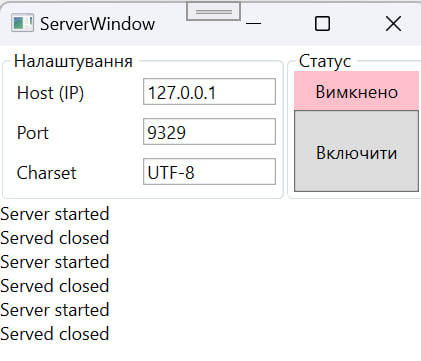 ServerWindow
Налаштування
Host (IP) 127.0.0.1
Port 9329
Charset UTF-8
Статус
Вимкнено
Включити
Server started
Served closed
Server started
Served closed
Server started
Served closed